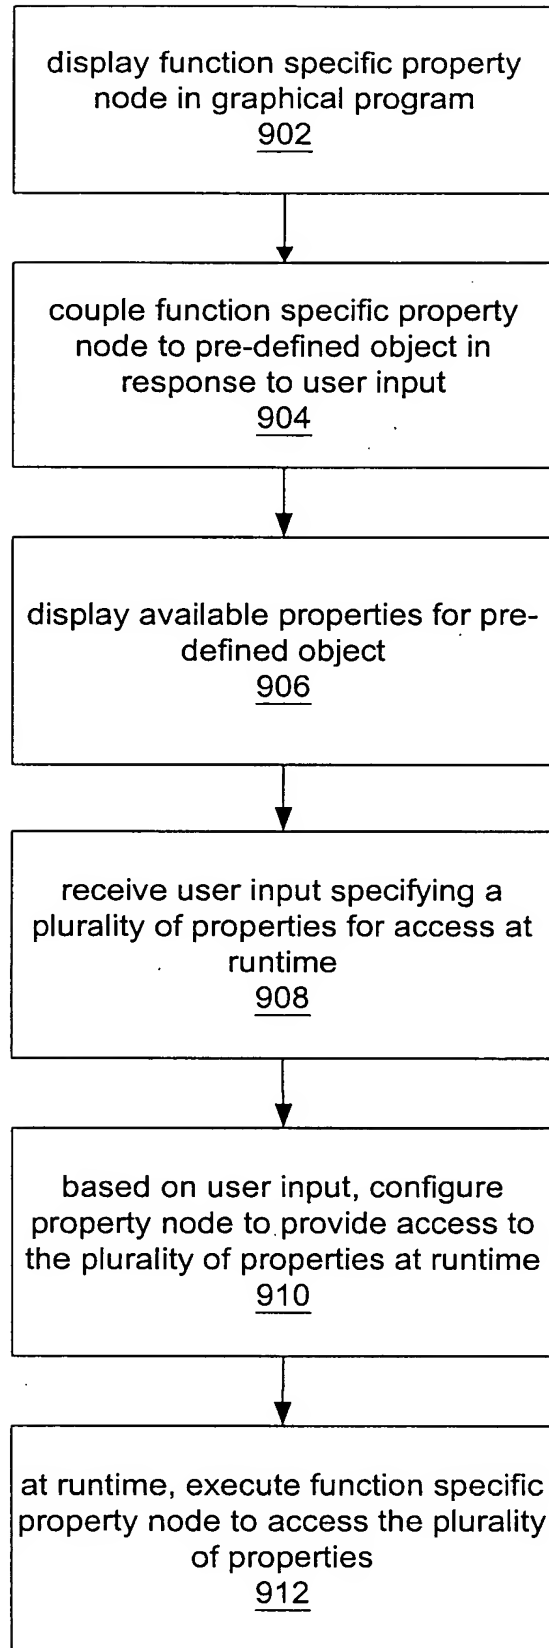 display function specific property
node in graphical program
902
couple function specific property
node to pre-defined object in
response to user input
904
display available properties for pre-
defined object
906
receive user input specifying a
plurality of properties for access at
runtime
908
based on user input, configure
property node to provide access to
the plurality of properties at runtime
910
at runtime, execute function specific
property node to access the plurality
of properties
912